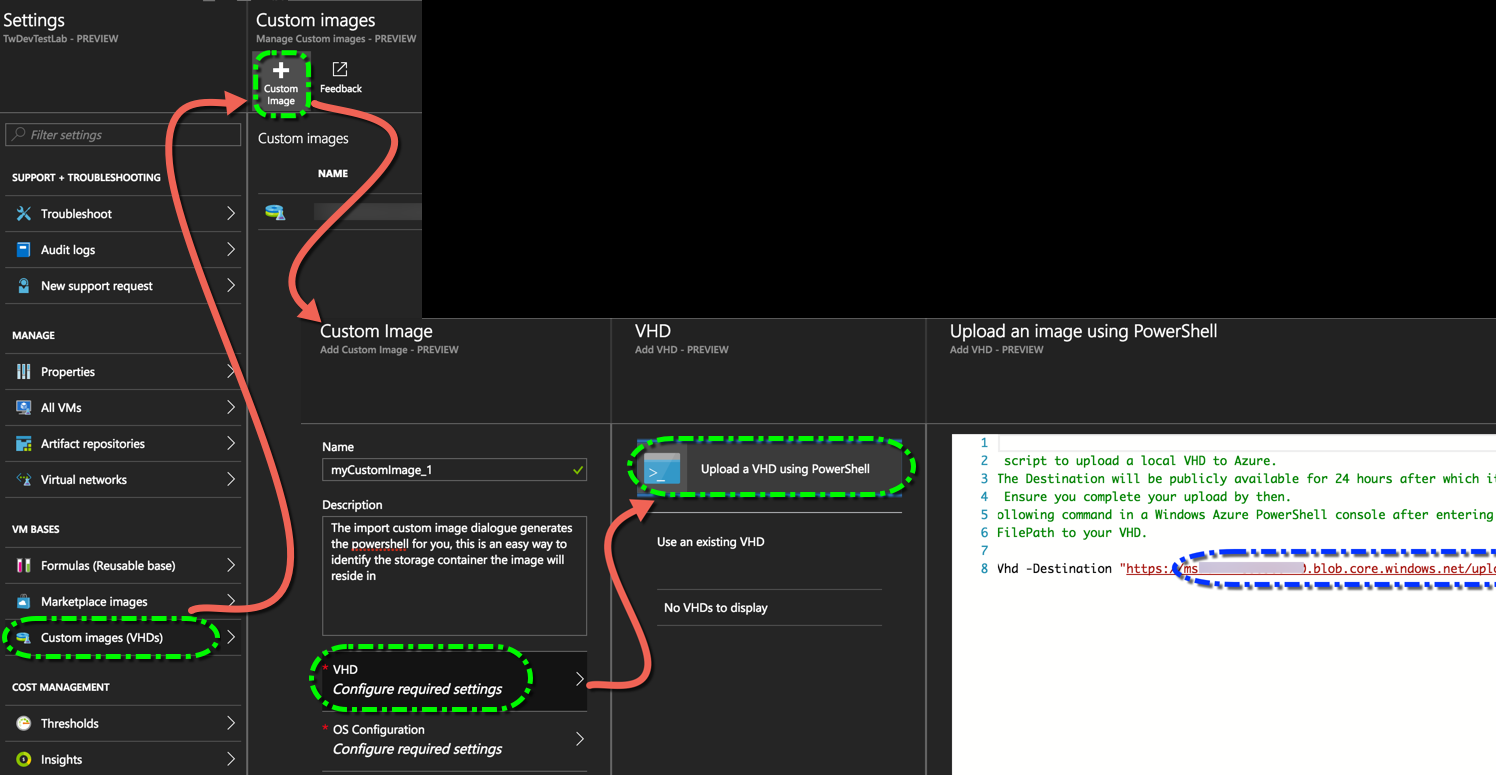 Settings
TwDevTestLab - PREVIEW
Filter settings
SUPPORT + TROUBLESHOOTING
Troubleshoot
Audit logs
New support request
MANAGE
Properties
All VMs
Artifact repositories
Virtual networks
VM BASES
Formulas (Reusable base)
Marketplace images
Custom images (VHDs)
COST MANAGEMENT
Thresholds
Insights
Custom images
Manage Custom images - PREVIEW
Custom
Image
Feedback
Custom images
NAME
Custom Image
Add Custom Image - PREVIEW
Name
myCustomImage_1
Description
The import custom image dialogue generates
the powershell for you, this is an easy way to
identify the storage container the image will
reside in
* VHD
Configure required settings
* OS Configuration
Configure required settings
VHD
Add VHD - PREVIEW
>_
Upload a VHD using PowerShell
Use an existing VHD
No VHDs to display
Upload an image using PowerShell
Add VHD - PREVIEW
1
2 script to upload a local VHD to Azure.
3 The Destination will be publicly available for 24 hours after which it
4 Ensure you complete your upload by then.
5 ollowing command in a Windows Azure PowerShell console after entering
6 FilePath to your VHD.
7
8 Vhd -Destination "https://ms .blob.core.windows.net/uplo